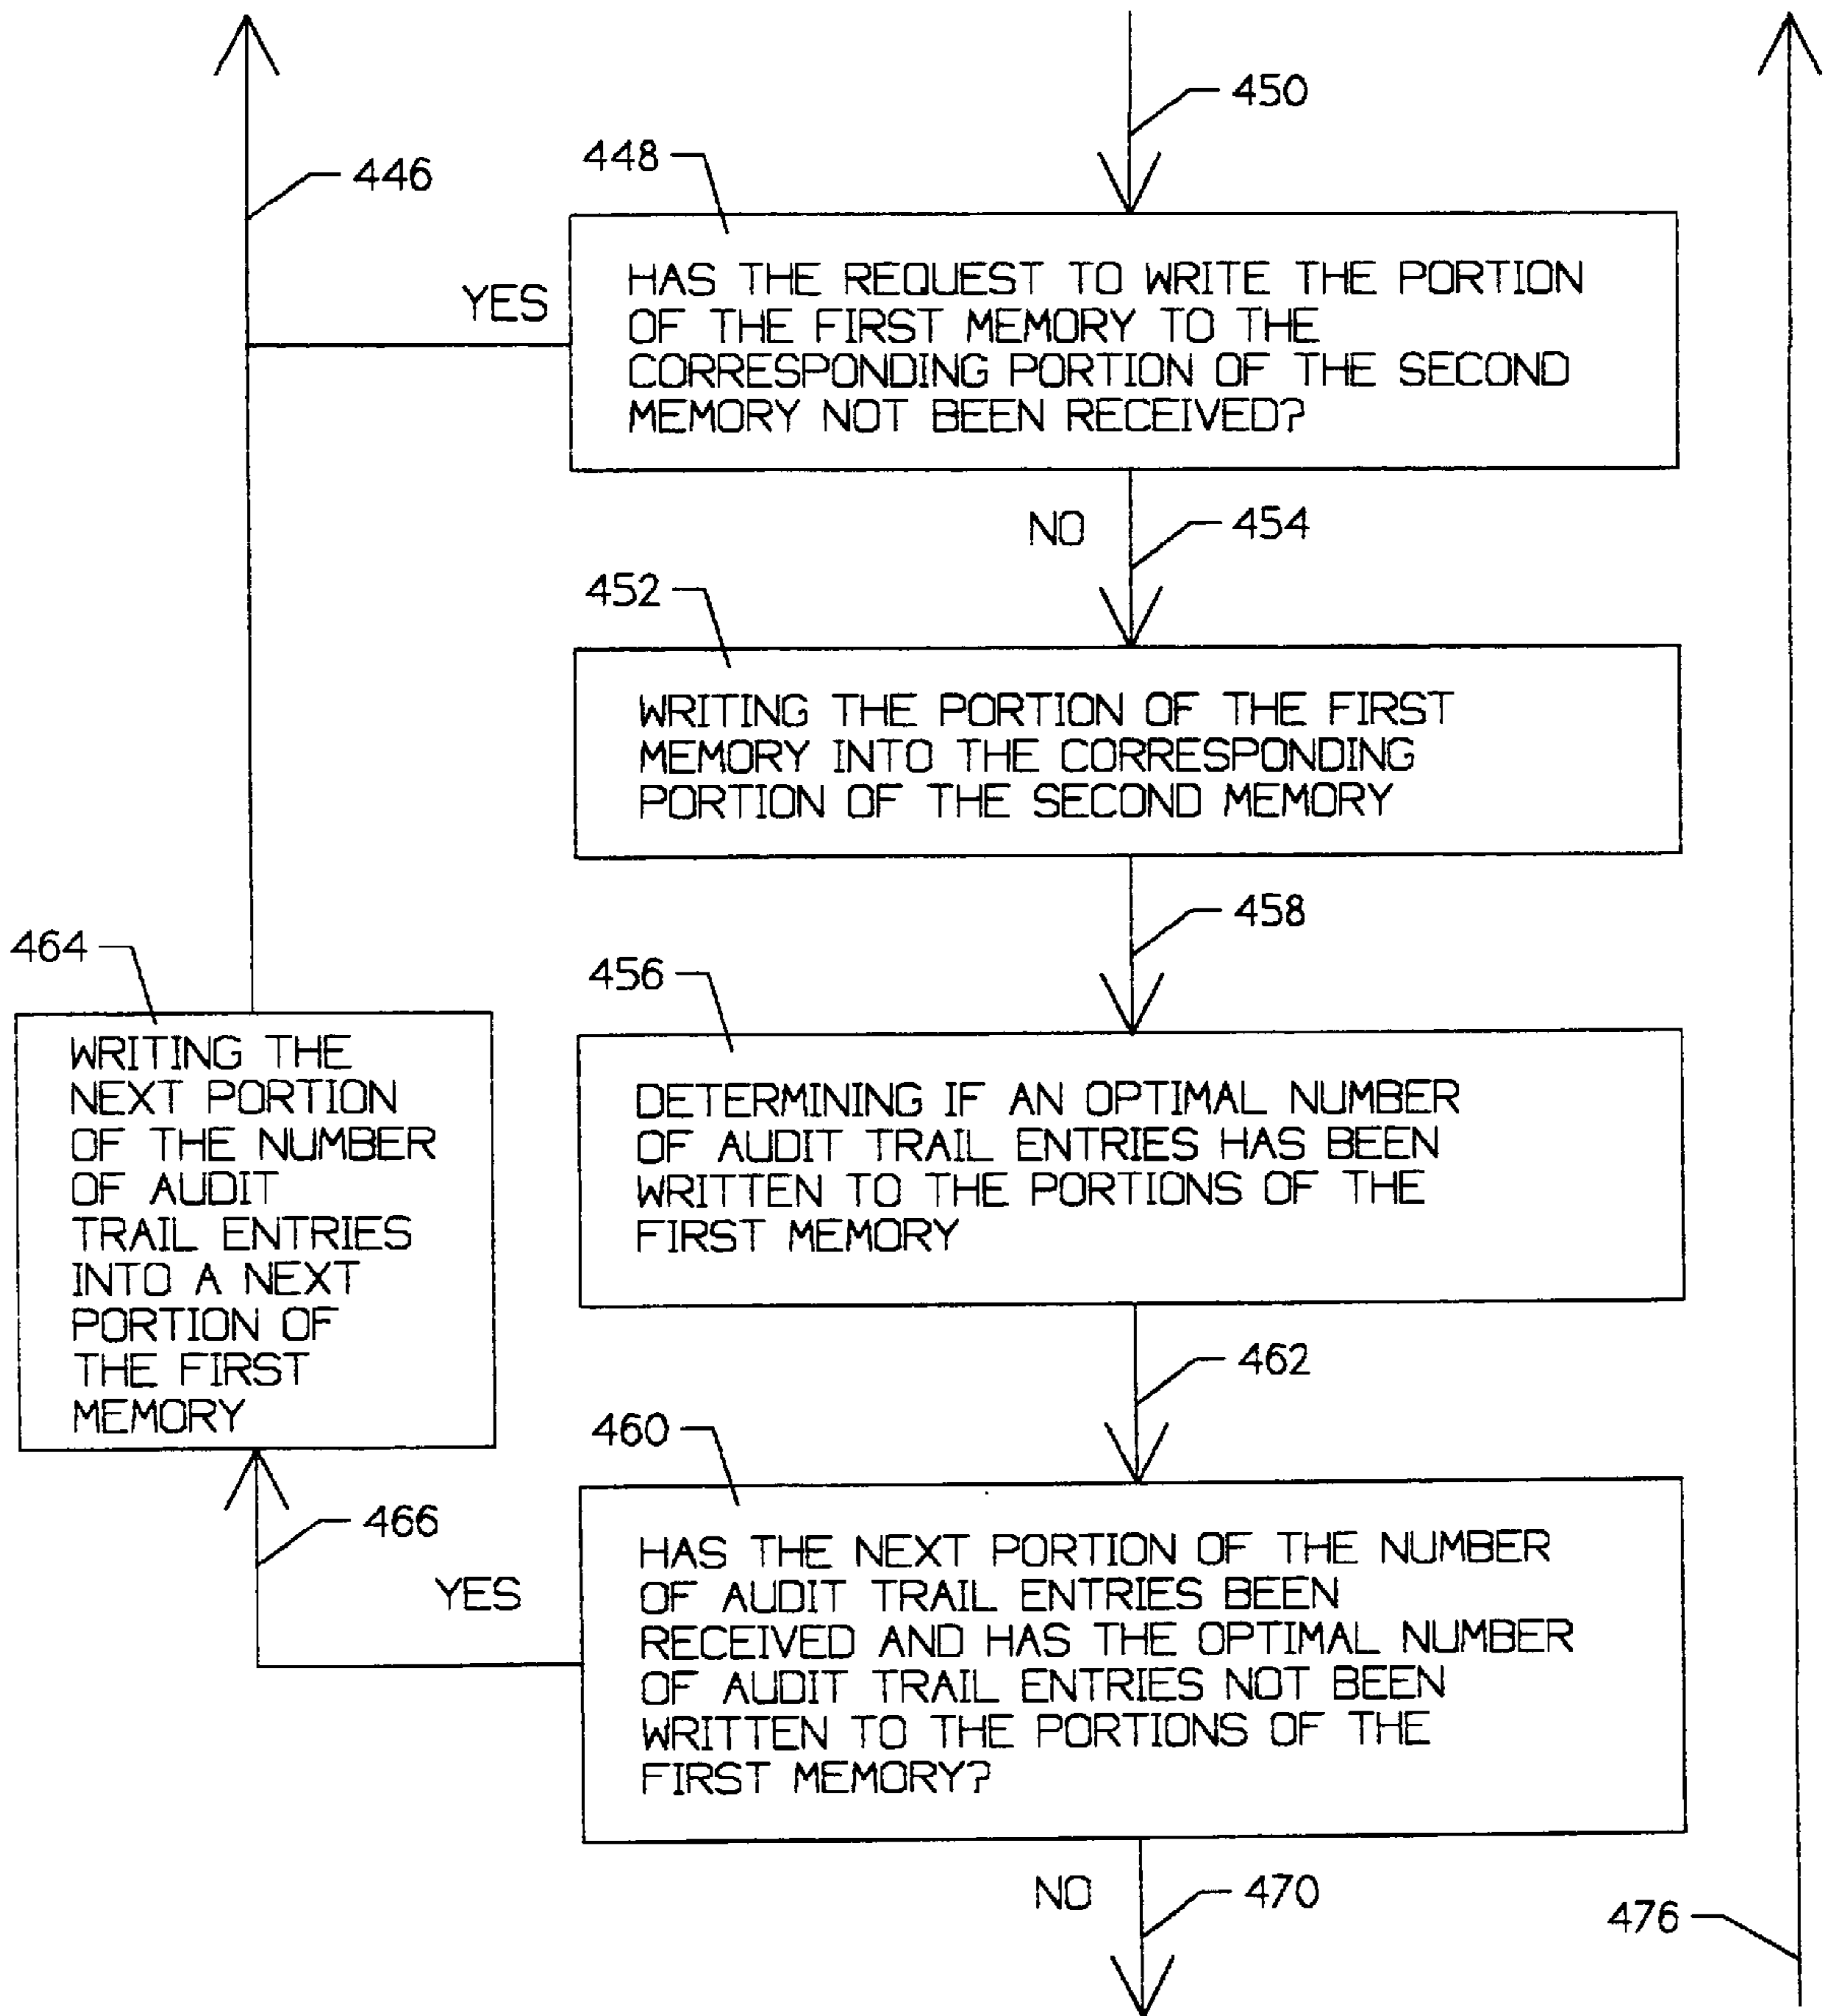 450
446
448
YES
HAS THE REQUEST TO WRITE THE PORTION
OF THE FIRST MEMORY TO THE
CORRESPONDING PORTION OF THE SECOND
MEMORY NOT BEEN RECEIVED?
NO
454
452
WRITING THE PORTION OF THE FIRST
MEMORY INTO THE CORRESPONDING
PORTION OF THE SECOND MEMORY
458
464
456
WRITING THE
NEXT PORTION
OF THE NUMBER
OF AUDIT
TRAIL ENTRIES
INTO A NEXT
PORTION OF
THE FIRST
MEMORY
DETERMINING IF AN OPTIMAL NUMBER
OF AUDIT TRAIL ENTRIES HAS BEEN
WRITTEN TO THE PORTIONS OF THE
FIRST MEMORY
462
460
466
YES
HAS THE NEXT PORTION OF THE NUMBER
OF AUDIT TRAIL ENTRIES BEEN
RECEIVED AND HAS THE OPTIMAL NUMBER
OF AUDIT TRAIL ENTRIES NOT BEEN
WRITTEN TO THE PORTIONS OF THE
FIRST MEMORY?
NO
470
476